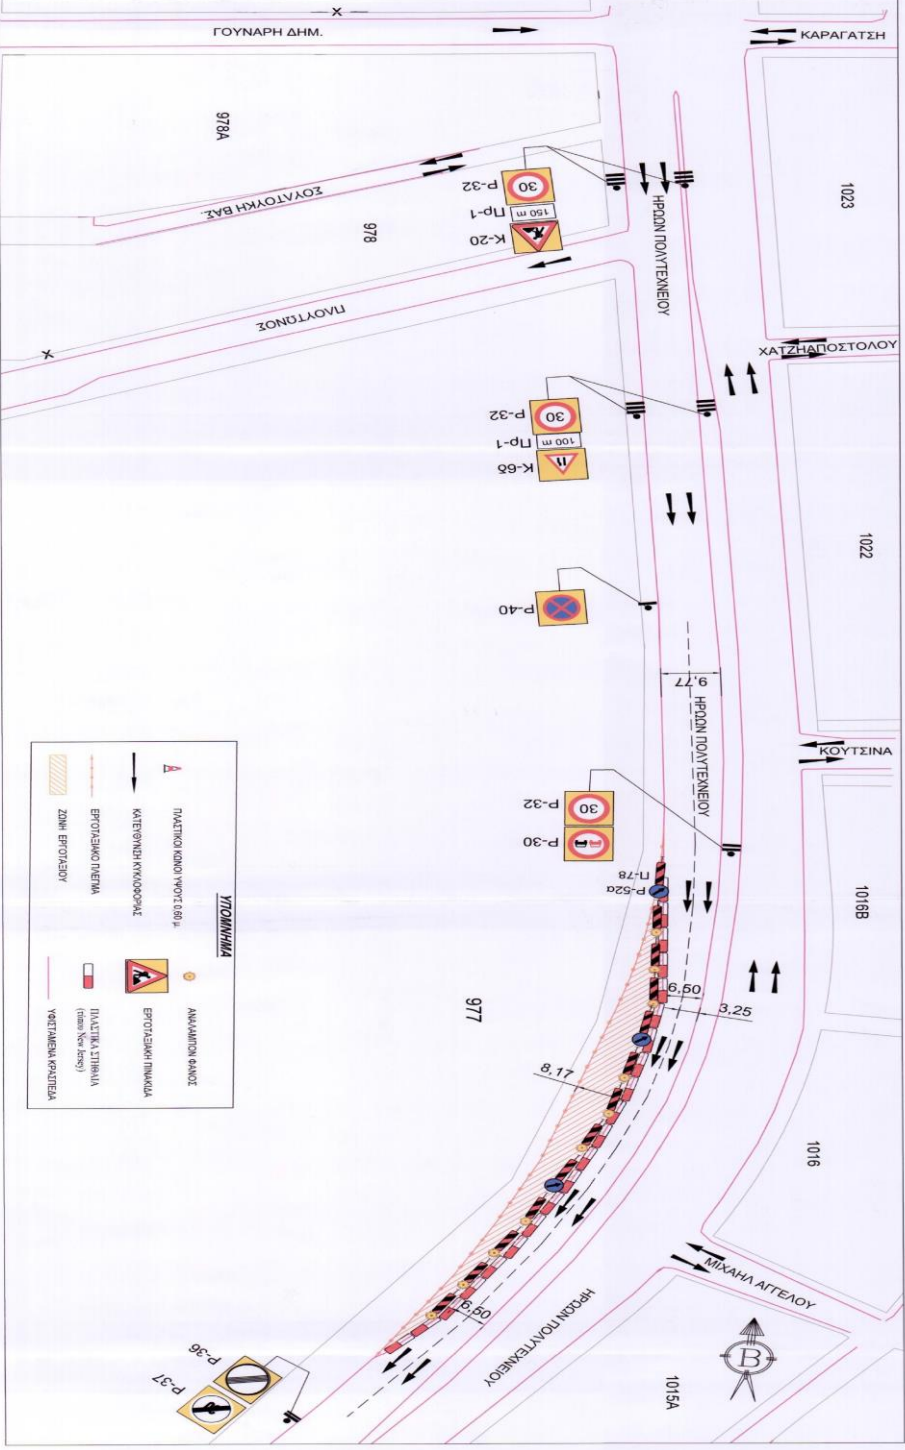 ΓΟΥΝΑΡΗ ΔΗΜ.
ΚΑΡΑΓΑΤΣΗ
978Α
ΣΟΥΛΤΟΥΚΗ ΒΑΣ.
978
ΠΛΟΥΤΩΝΟΣ
30
150 m
P-32
Πρ-1
K-20
ΗΡΩΩΝ ΠΟΛΥΤΕΧΝΕΙΟΥ
1023
ΧΑΤΖΗΑΠΟΣΤΟΛΟΥ
30
100 m
P-32
Πρ-1
K-6δ
1022
P-40
9,77
ΗΡΩΩΝ ΠΟΛΥΤΕΧΝΕΙΟΥ
ΚΟΥΤΣΙΝΑ
30
P-32
P-30
Π-78
P-52α
1016Β
6,50
3,25
977
8,17
1016
ΜΙΧΑΗΛ ΑΓΓΕΛΟΥ
6,50
ΗΡΩΩΝ ΠΟΛΥΤΕΧΝΕΙΟΥ
B
1015Α
P-36
P-37
ΥΠΟΜΝΗΜΑ
ΠΛΑΣΤΙΚΟΙ ΚΩΝΟΙ ΥΨΟΥΣ 0.60 μ.
ΚΑΤΕΥΘΥΝΣΗ ΚΥΚΛΟΦΟΡΙΑΣ
ΕΡΓΟΤΑΞΙΑΚΟ ΠΛΕΓΜΑ
ΖΩΝΗ ΕΡΓΟΤΑΞΙΟΥ
ΑΝΑΛΑΜΠΩΝ ΦΑΝΟΣ
ΕΡΓΟΤΑΞΙΑΚΗ ΠΙΝΑΚΙΔΑ
ΠΛΑΣΤΙΚΑ ΣΤΗΘΑΙΑ
(τύπου New Jersey)
ΥΦΙΣΤΑΜΕΝΑ ΚΡΑΣΠΕΔΑ